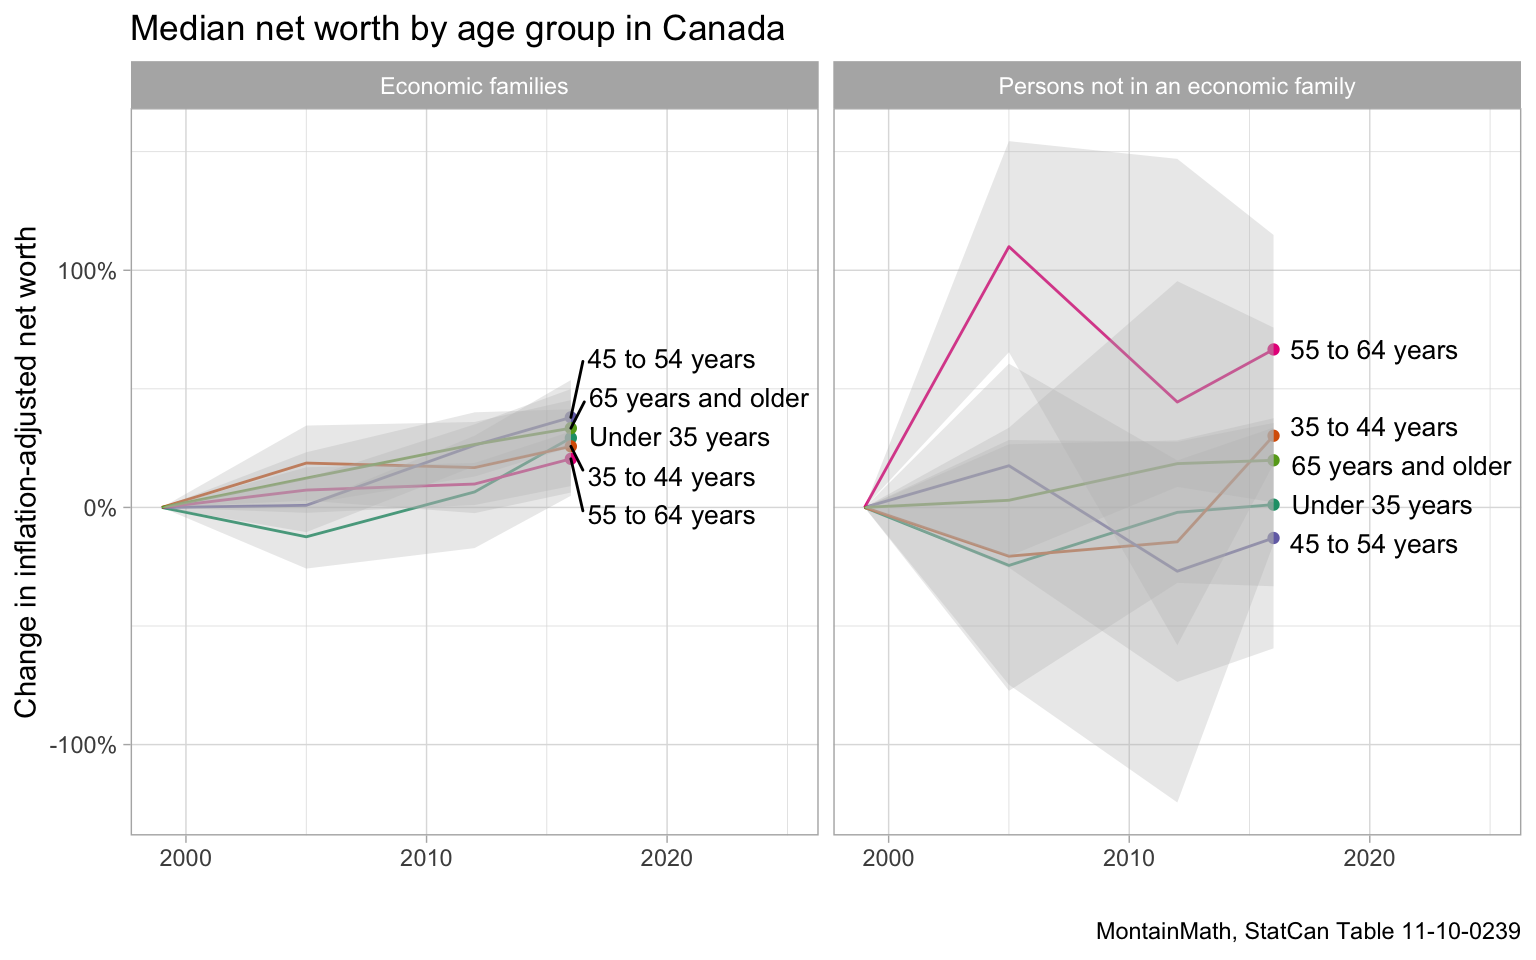 Median net worth by age group in Canada
Economic families
Persons not in an economic family
Change in inflation-adjusted net worth
100%
0%
-100%
45 to 54 years
65 years and older
Under 35 years
35 to 44 years
55 to 64 years
55 to 64 years
35 to 44 years
65 years and older
Under 35 years
45 to 54 years
2000
2010
2020
2000
2010
2020
MontainMath, StatCan Table 11-10-0239